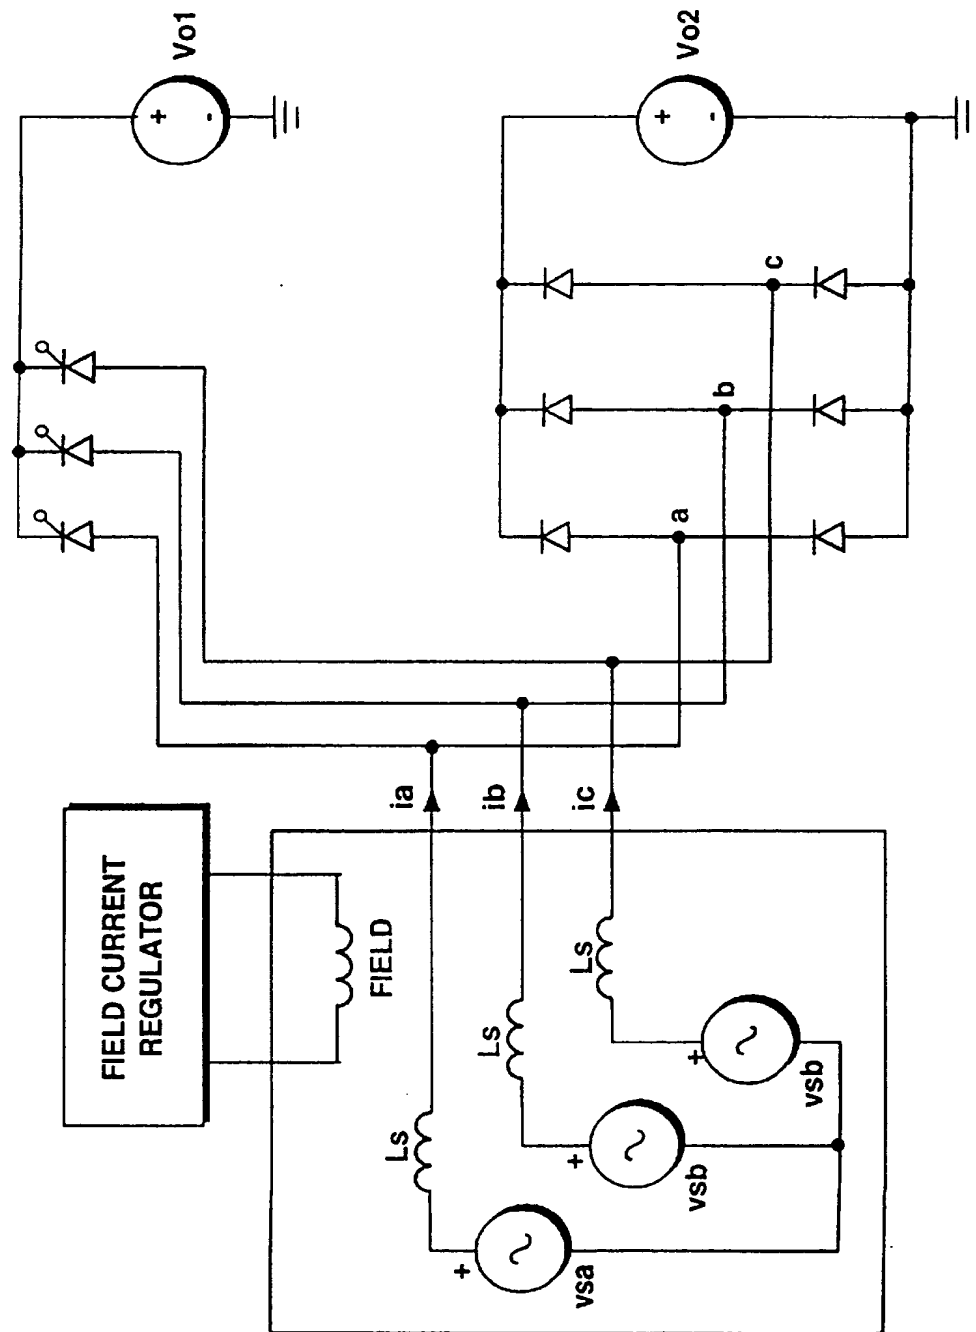 FIELD CURRENT
REGULATOR
FIELD
Ls
Ls
Ls
+
vsa
+
vsb
+
vsb
ia
ib
ic
a
b
c
+
-
Vo1
+
-
Vo2